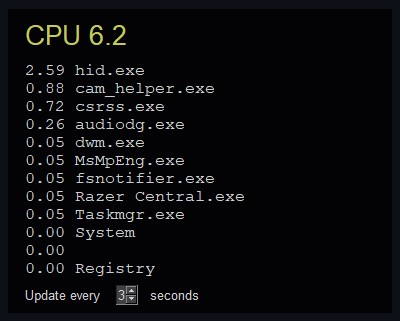 CPU 6.2
2.59 hid.exe
0.88 cam_helper.exe
0.72 csrss.exe
0.26 audiodg.exe
0.05 dwm.exe
0.05 MsMpEng.exe
0.05 fsnotifier.exe
0.05 Razer Central.exe
0.05 Taskmgr.exe
0.00 System
0.00
0.00 Registry
Update every 3 seconds